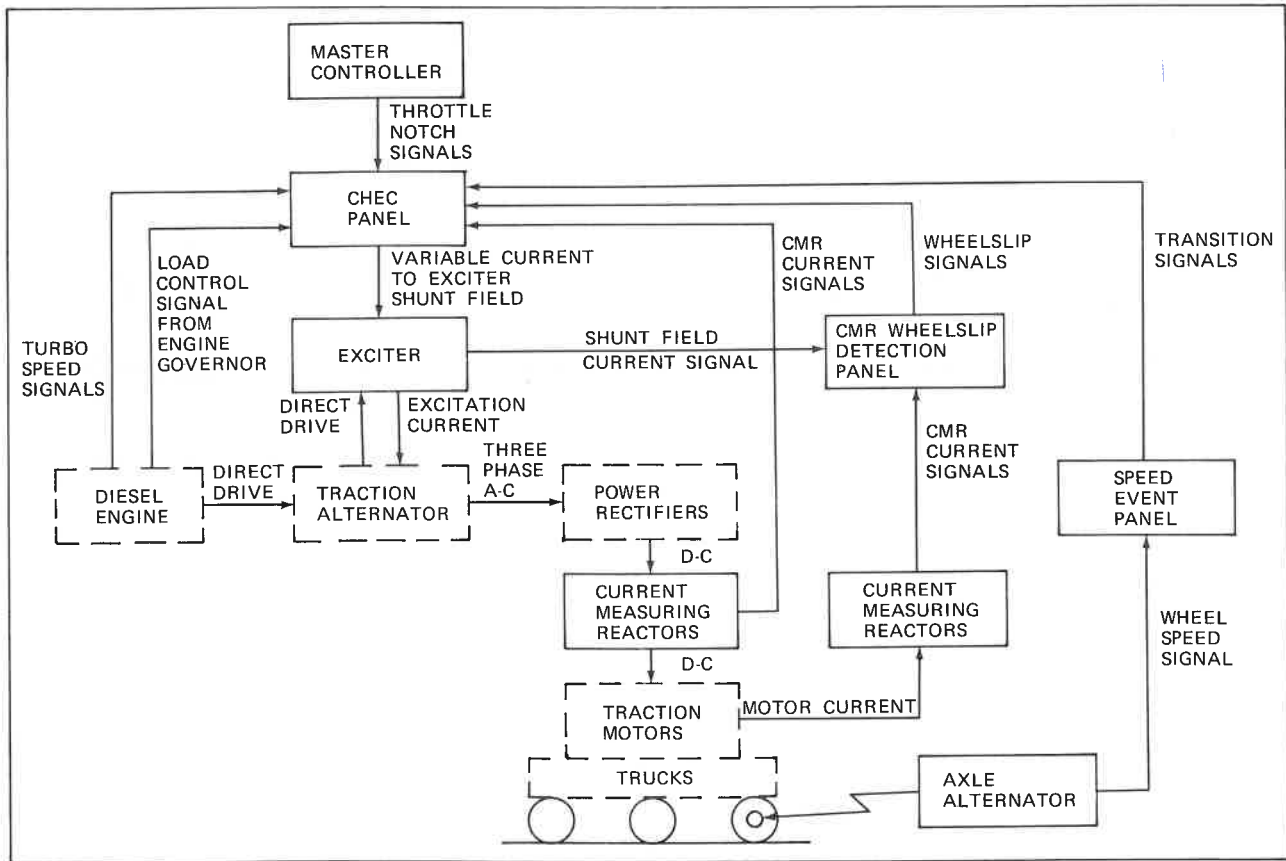 MASTER
CONTROLLER
THROTTLE
NOTCH
SIGNALS
CHEC
PANEL
LOAD
CONTROL
SIGNAL
FROM
ENGINE
GOVERNOR
VARIABLE CURRENT
TO EXCITER
SHUNT FIELD
CMR
CURRENT
SIGNALS
WHEELSLIP
SIGNALS
TRANSITION
SIGNALS
TURBO
SPEED
SIGNALS
EXCITER
SHUNT FIELD
CURRENT SIGNAL
CMR WHEELSLIP
DETECTION
PANEL
DIRECT
DRIVE
EXCITATION
CURRENT
DIESEL
ENGINE
DIRECT
DRIVE
TRACTION
ALTERNATOR
THREE
PHASE
A-C
POWER
RECTIFIERS
CMR
CURRENT
SIGNALS
SPEED
EVENT
PANEL
D-C
CURRENT
MEASURING
REACTORS
CURRENT
MEASURING
REACTORS
WHEEL
SPEED
SIGNAL
D-C
TRACTION
MOTORS
MOTOR CURRENT
TRUCKS
AXLE
ALTERNATOR